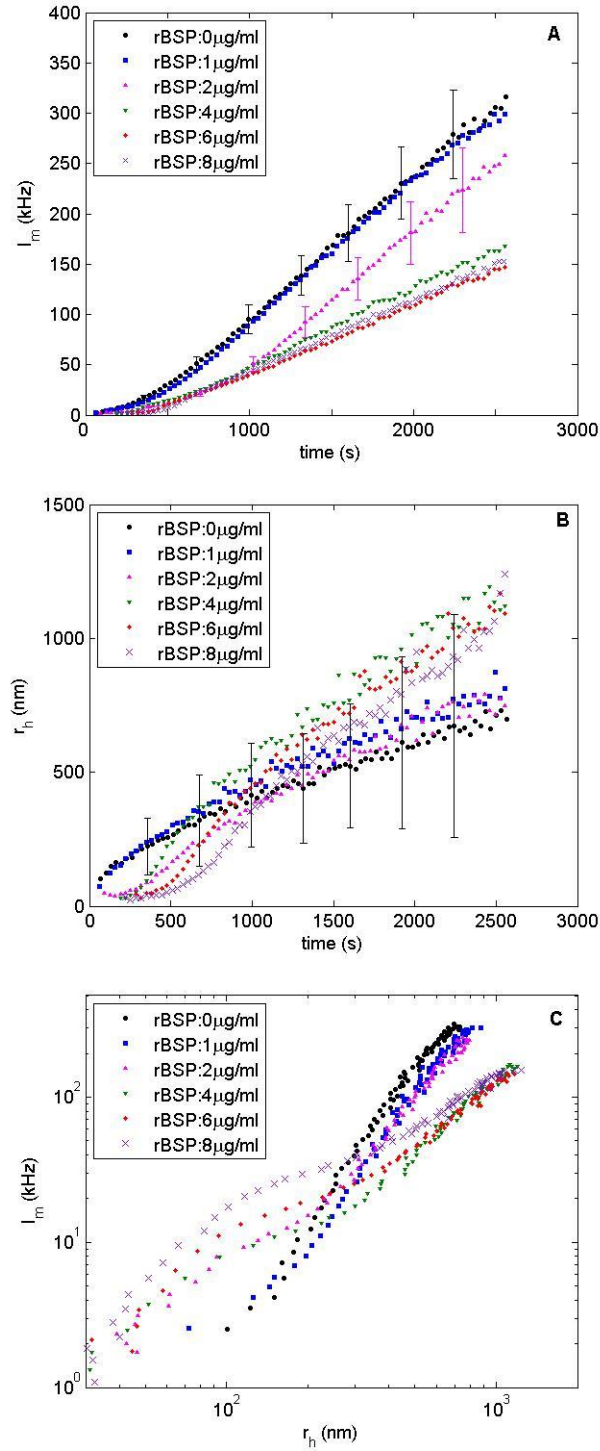 A
rBSP:0μg/ml
rBSP:1μg/ml
rBSP:2μg/ml
rBSP:4μg/ml
rBSP:6μg/ml
rBSP:8μg/ml
400
350
300
250
200
150
100
50
0
I_m (kHz)
0 1000 2000 3000
time (s)
B
rBSP:0μg/ml
rBSP:1μg/ml
rBSP:2μg/ml
rBSP:4μg/ml
rBSP:6μg/ml
rBSP:8μg/ml
1500
1000
500
0
r_h (nm)
0 500 1000 1500 2000 2500 3000
time (s)
C
rBSP:0μg/ml
rBSP:1μg/ml
rBSP:2μg/ml
rBSP:4μg/ml
rBSP:6μg/ml
rBSP:8μg/ml
10^2
10^1
10^0
I_m (kHz)
10^2 10^3
r_h (nm)